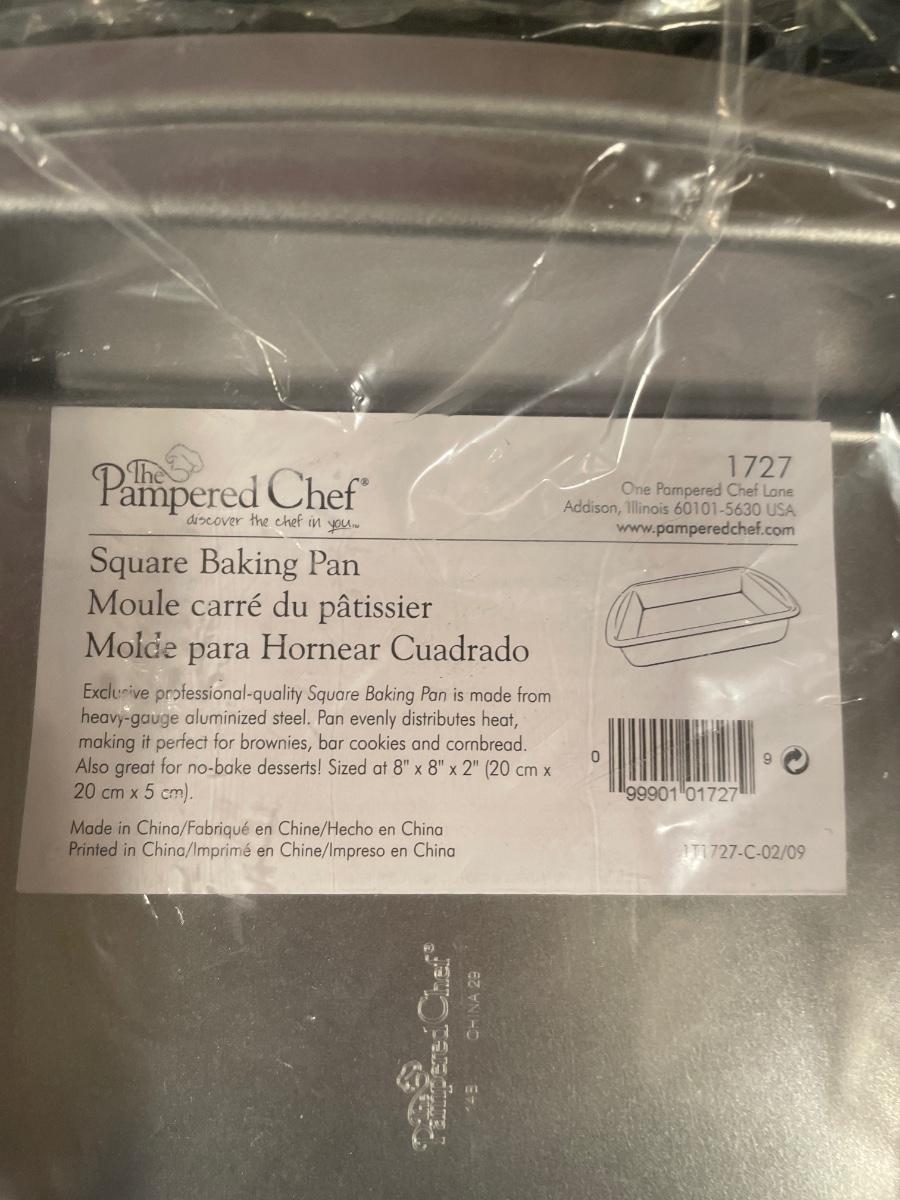 The
Pampered Chef®
discover the chef in you™
1727
One Pampered Chef Lane
Addison, Illinois 60101-5630 USA
www.pamperedchef.com
Square Baking Pan
Moule carré du pâtissier
Molde para Hornear Cuadrado
Exclusive professional-quality Square Baking Pan is made from
heavy-gauge aluminized steel. Pan evenly distributes heat,
making it perfect for brownies, bar cookies and cornbread.
Also great for no-bake desserts! Sized at 8" x 8" x 2" (20 cm x
20 cm x 5 cm).
0 99901 01727 9
Made in China/Fabriqué en Chine/Hecho en China
Printed in China/Imprimé en Chine/Impreso en China
1T1727-C-02/09
The
Pampered Chef®
14B CHINA 29